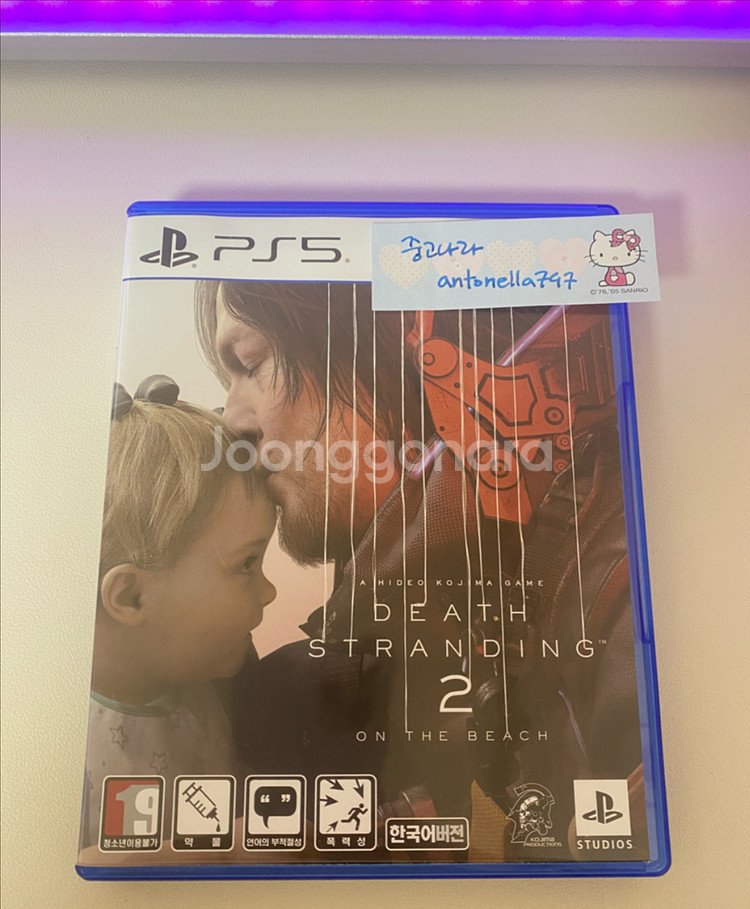 PS5
중고나라
antonella797
©'76,'05 SANRIO
Joonggonara
A HIDEO KOJIMA GAME
DEATH
STRANDING™
2
ON THE BEACH
19
청소년이용불가
약 물
언어의 부적절성
폭 력 성
한국어버전
KOJIMA
PRODUCTIONS
STUDIOS